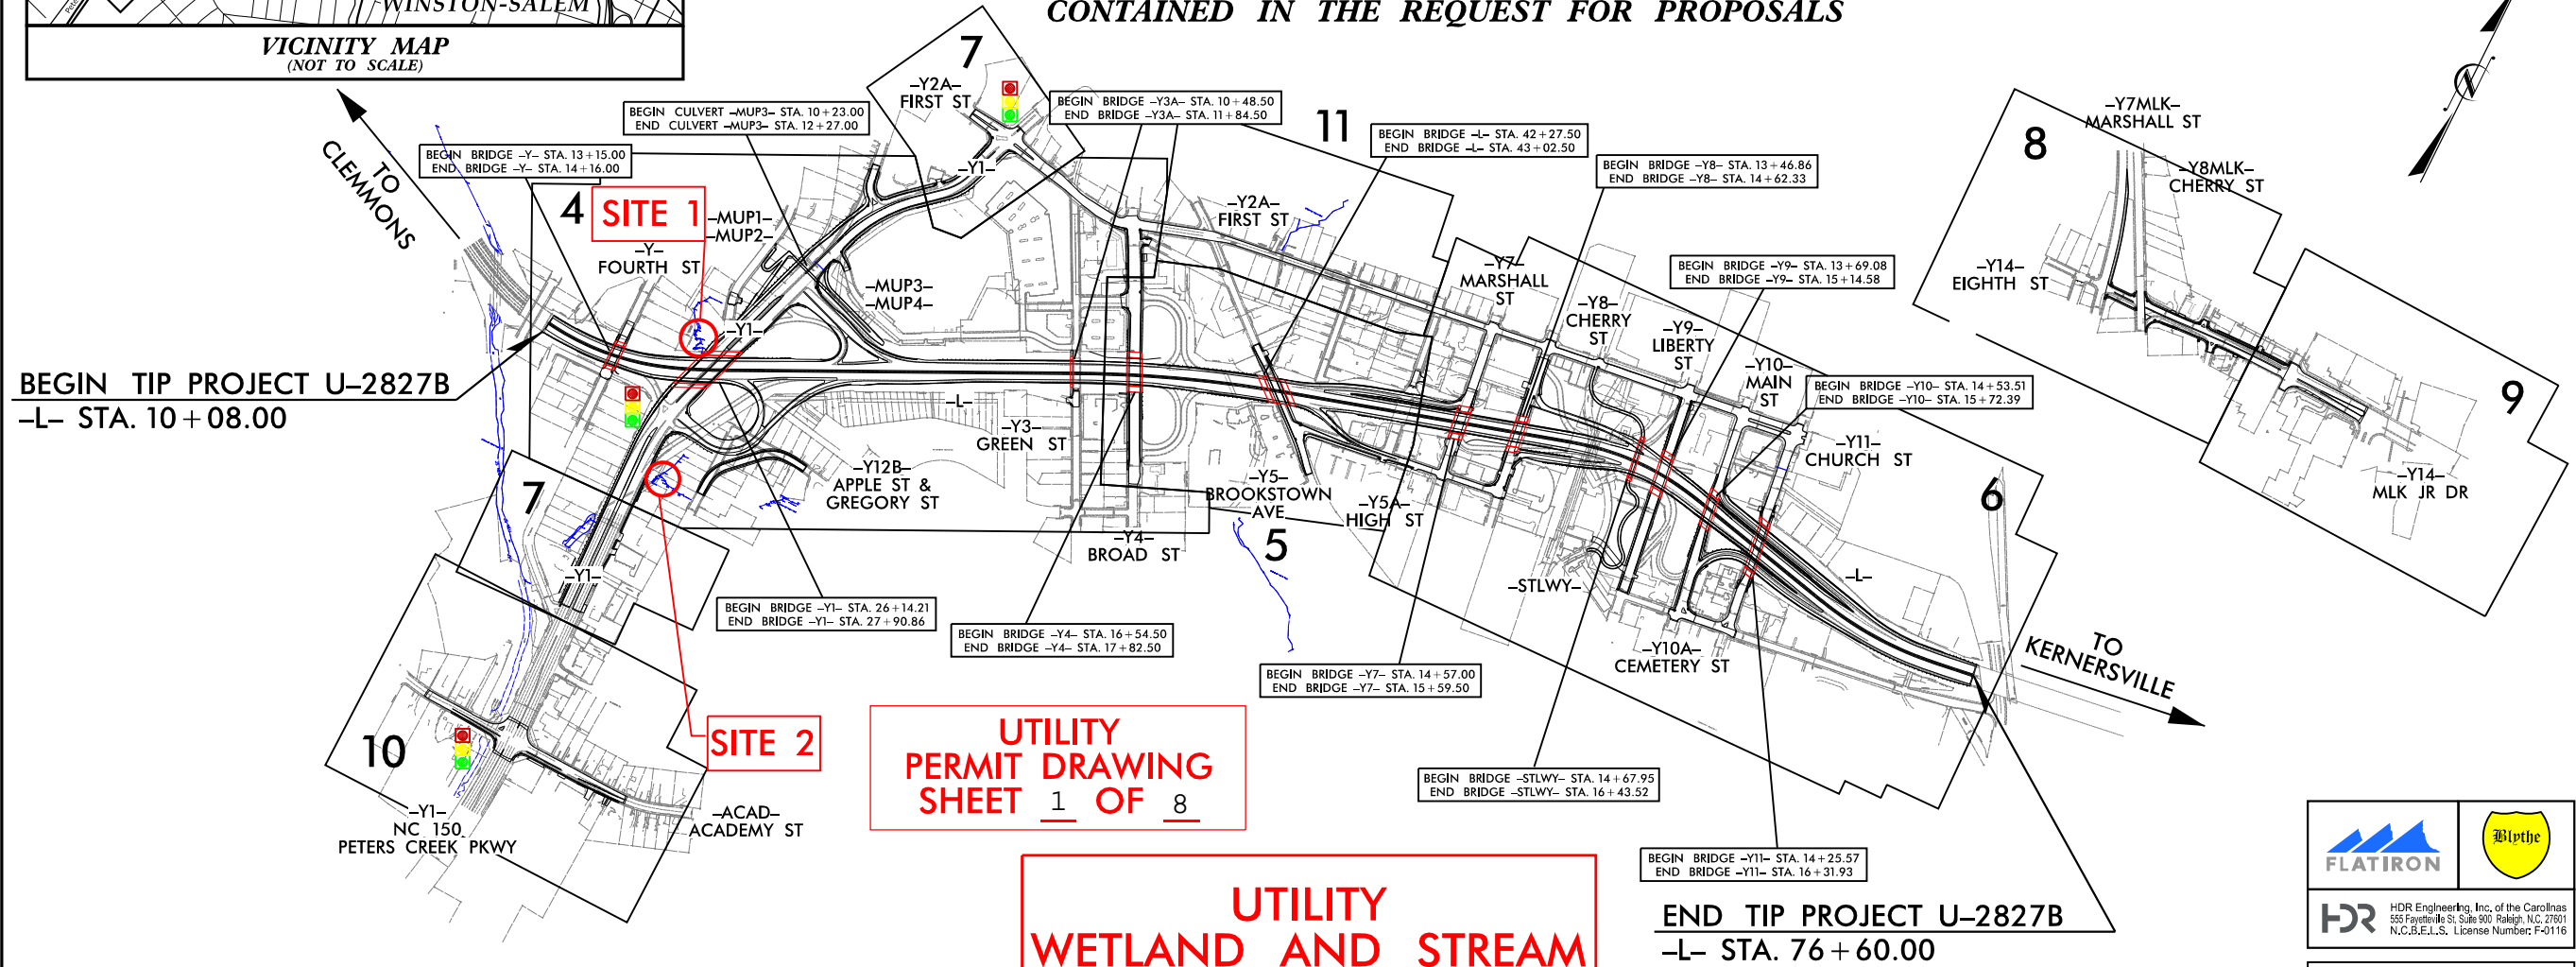 WINSTON-SALEM
VICINITY MAP
(NOT TO SCALE)
CONTAINED IN THE REQUEST FOR PROPOSALS
7
-Y2A-
FIRST ST
BEGIN CULVERT -MUP3- STA. 10+23.00
END CULVERT -MUP3- STA. 12+27.00
BEGIN BRIDGE -Y3A- STA. 10+48.50
END BRIDGE -Y3A- STA. 11+84.50
11
BEGIN BRIDGE -L- STA. 42+27.50
END BRIDGE -L- STA. 43+02.50
BEGIN BRIDGE -Y8- STA. 13+46.86
END BRIDGE -Y8- STA. 14+62.33
8
-Y7MLK-
MARSHALL ST
-Y8MLK-
CHERRY ST
N
TO
CLEMMONS
BEGIN BRIDGE -Y- STA. 13+15.00
END BRIDGE -Y- STA. 14+16.00
4
SITE 1
-MUP1-
-MUP2-
-Y-
FOURTH ST
-Y1-
-MUP3-
-MUP4-
-Y1-
-Y2A-
FIRST ST
-Y7-
MARSHALL
ST
-Y8-
CHERRY
ST
BEGIN BRIDGE -Y9- STA. 13+69.08
END BRIDGE -Y9- STA. 15+14.58
-Y9-
LIBERTY
ST
-Y10-
MAIN
ST
BEGIN BRIDGE -Y10- STA. 14+53.51
END BRIDGE -Y10- STA. 15+72.39
-Y14-
EIGHTH ST
9
-Y14-
MLK JR DR
BEGIN TIP PROJECT U-2827B
-L- STA. 10+08.00
-L-
-Y3-
GREEN ST
-Y12B-
APPLE ST &
GREGORY ST
-Y5-
BROOKSTOWN
AVE
-Y5A-
HIGH ST
-Y11-
CHURCH ST
6
7
-Y4-
BROAD ST
5
-Y1-
-STLWY-
-L-
BEGIN BRIDGE -Y1- STA. 26+14.21
END BRIDGE -Y1- STA. 27+90.86
BEGIN BRIDGE -Y4- STA. 16+54.50
END BRIDGE -Y4- STA. 17+82.50
BEGIN BRIDGE -Y7- STA. 14+57.00
END BRIDGE -Y7- STA. 15+59.50
-Y10A-
CEMETERY ST
TO
KERNERSVILLE
10
SITE 2
UTILITY
PERMIT DRAWING
SHEET 1 OF 8
BEGIN BRIDGE -STLWY- STA. 14+67.95
END BRIDGE -STLWY- STA. 16+43.52
-Y1-
NC 150
PETERS CREEK PKWY
-ACAD-
ACADEMY ST
BEGIN BRIDGE -Y11- STA. 14+25.57
END BRIDGE -Y11- STA. 16+31.93
UTILITY
WETLAND AND STREAM
END TIP PROJECT U-2827B
-L- STA. 76+60.00
FLATIRON
Blythe
HDR
HDR Engineering, Inc. of the Carolinas
555 Fayetteville St, Suite 900 Raleigh, N.C. 27601
N.C.B.E.L.S. License Number: F-0116